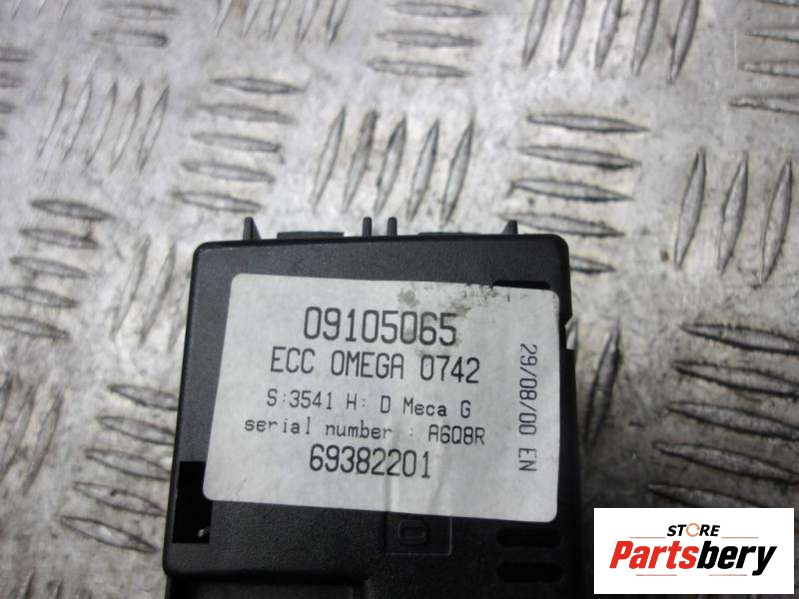 09105065
ECC OMEGA 0742
S:3541 H: D Meca G
serial number : A6Q8R
69382201
29/08/00 EN
STORE
Partsbery